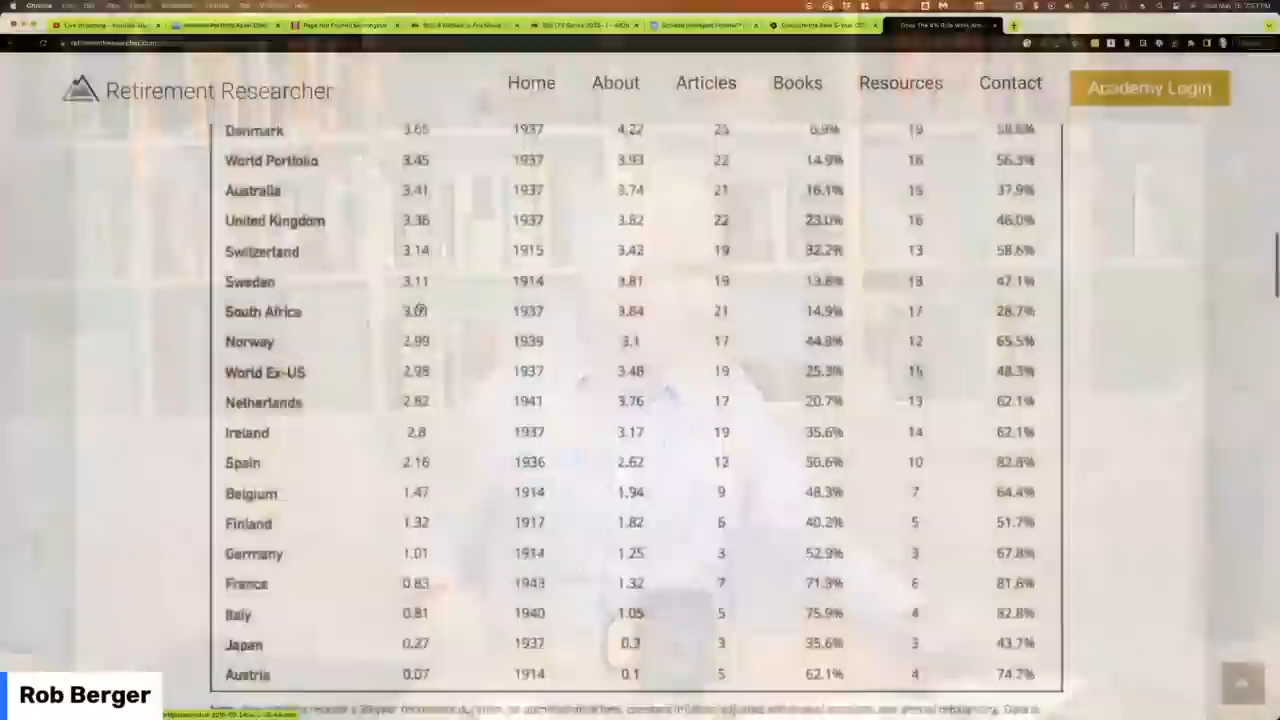 Retirement Researcher
Home About Articles Books Resources Contact Academy Login
Denmark 3.65 1937 4.22 23 6.9% 19 58.6%
World Portfolio 3.45 1937 3.93 22 14.9% 16 56.3%
Australia 3.41 1937 3.74 21 16.1% 15 37.9%
United Kingdom 3.36 1937 3.82 22 23.0% 16 46.0%
Switzerland 3.14 1915 3.42 19 32.2% 13 58.6%
Sweden 3.11 1914 3.81 19 13.8% 18 47.1%
South Africa 1937 3.84 21 14.9% 17 28.7%
Norway 2.99 1939 3.1 17 44.8% 12 65.5%
World Ex-US 2.98 1937 3.48 19 25.3% 15 48.3%
Netherlands 2.82 1941 3.76 17 20.7% 13 62.1%
Ireland 2.8 1937 3.17 19 35.6% 14 62.1%
Spain 2.16 1936 2.62 12 50.6% 10 82.8%
Belgium 1.47 1914 1.94 9 48.3% 7 64.4%
Finland 1.32 1917 1.82 6 40.2% 5 51.7%
Germany 1.01 1914 1.25 3 52.9% 3 67.8%
France 0.83 1943 1.32 7 71.3% 6 81.6%
Italy 0.81 1940 1.05 5 75.9% 4 82.8%
Japan 0.27 1937 0.3 3 35.6% 3 43.7%
Austria 0.07 1914 0.1 5 62.1% 4 74.7%
Rob Berger